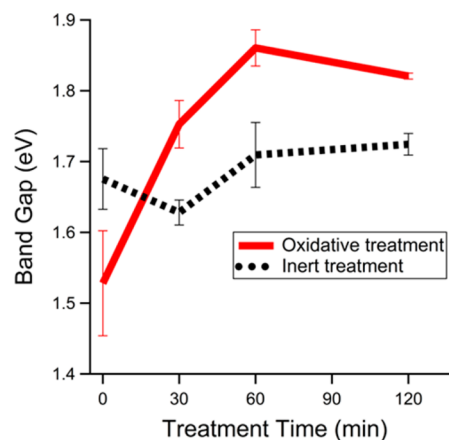 1.9
1.8
1.7
1.6
1.5
1.4
Band Gap (eV)
Oxidative treatment
Inert treatment
0 30 60 90 120
Treatment Time (min)